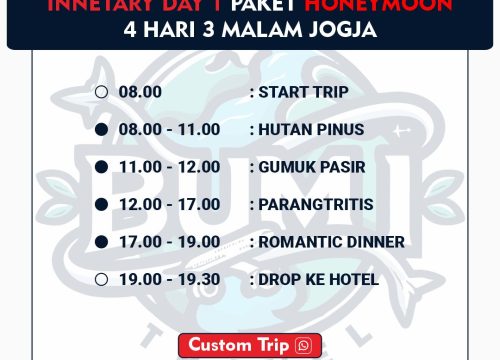 INNETARY DAY 1 PAKET HONEYMOON
4 HARI 3 MALAM JOGJA
08.00 : START TRIP
08.00 - 11.00 : HUTAN PINUS
11.00 - 12.00 : GUMUK PASIR
12.00 - 17.00 : PARANGTRITIS
17.00 - 19.00 : ROMANTIC DINNER
19.00 - 19.30 : DROP KE HOTEL
BUMI
Custom Trip